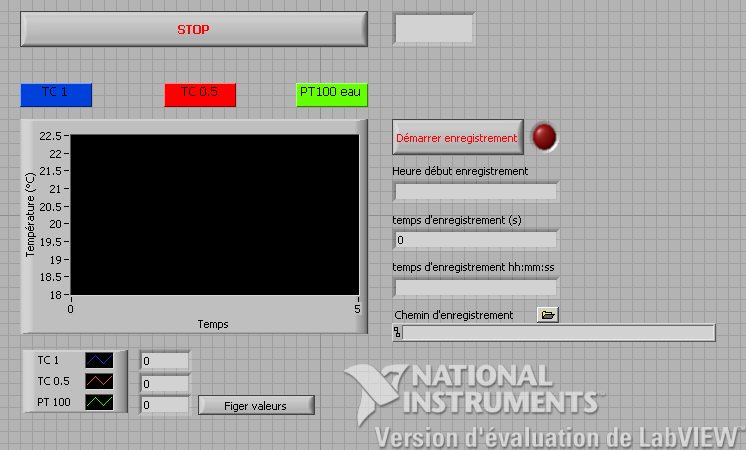 STOP
TC 1
TC 0.5
PT100 eau
22.5
22
21.5
21
20.5
20
19.5
19
18.5
18
Température (°C)
0
5
Temps
Démarrer enregistrement
Heure début enregistrement
temps d'enregistrement (s)
0
temps d'enregistrement hh:mm:ss
Chemin d'enregistrement
TC 1
0
TC 0.5
0
PT 100
0
Figer valeurs
NATIONAL
INSTRUMENTS™
Version d'évaluation de LabVIEW™